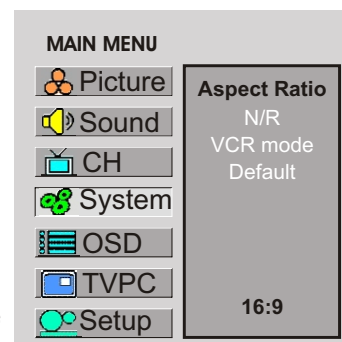 MAIN MENU
Picture
Sound
CH
System
OSD
TVPC
Setup
Aspect Ratio
N/R
VCR mode
Default
16:9